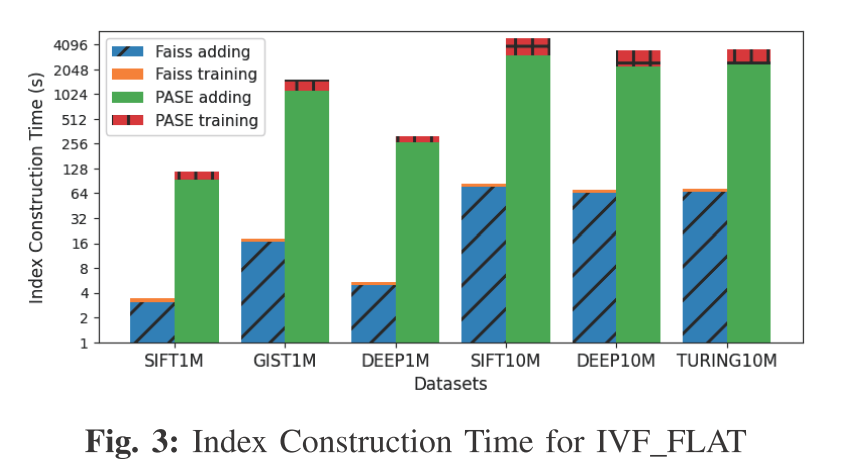 4096
2048
1024
512
256
128
64
32
16
8
4
2
1
Index Construction Time (s)
Faiss adding
Faiss training
PASE adding
PASE training
SIFT1M GIST1M DEEP1M SIFT10M DEEP10M TURING10M
Datasets
Fig. 3: Index Construction Time for IVF_FLAT